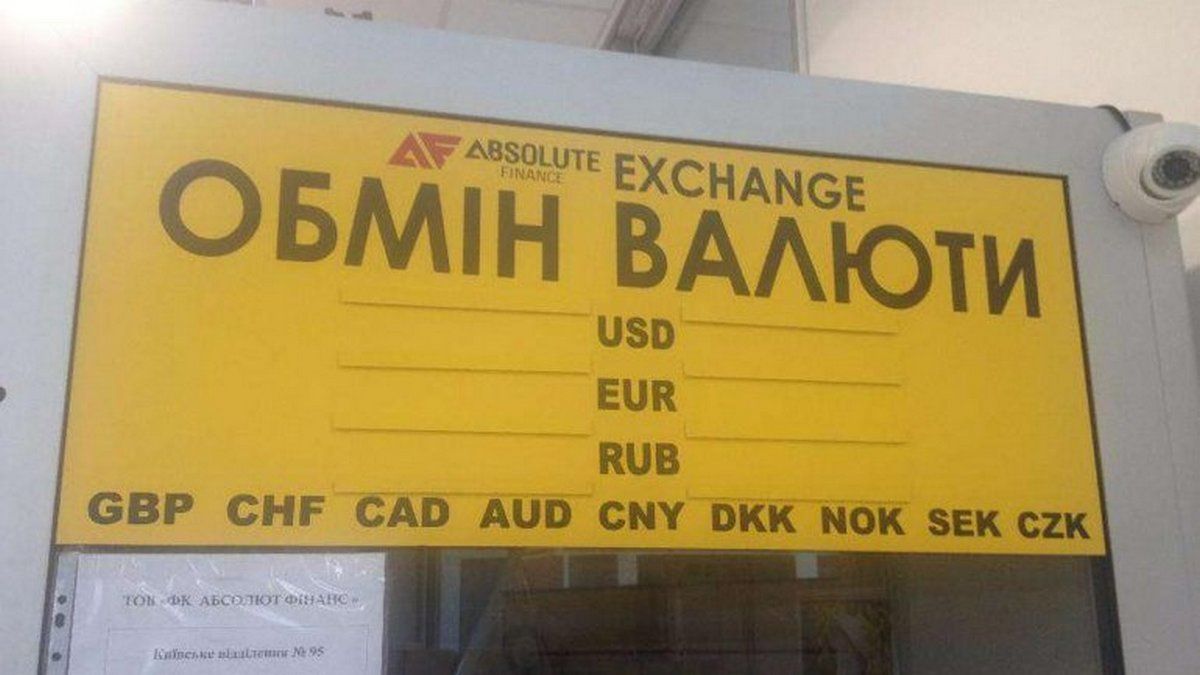 ABSOLUTE
FINANCE
EXCHANGE
ОБМІН ВАЛЮТИ
USD
EUR
RUB
GBP CHF CAD AUD CNY DKK NOK SEK CZK
ТОВ «ФК АБСОЛЮТ ФІНАНС»
Київське відділення № 95